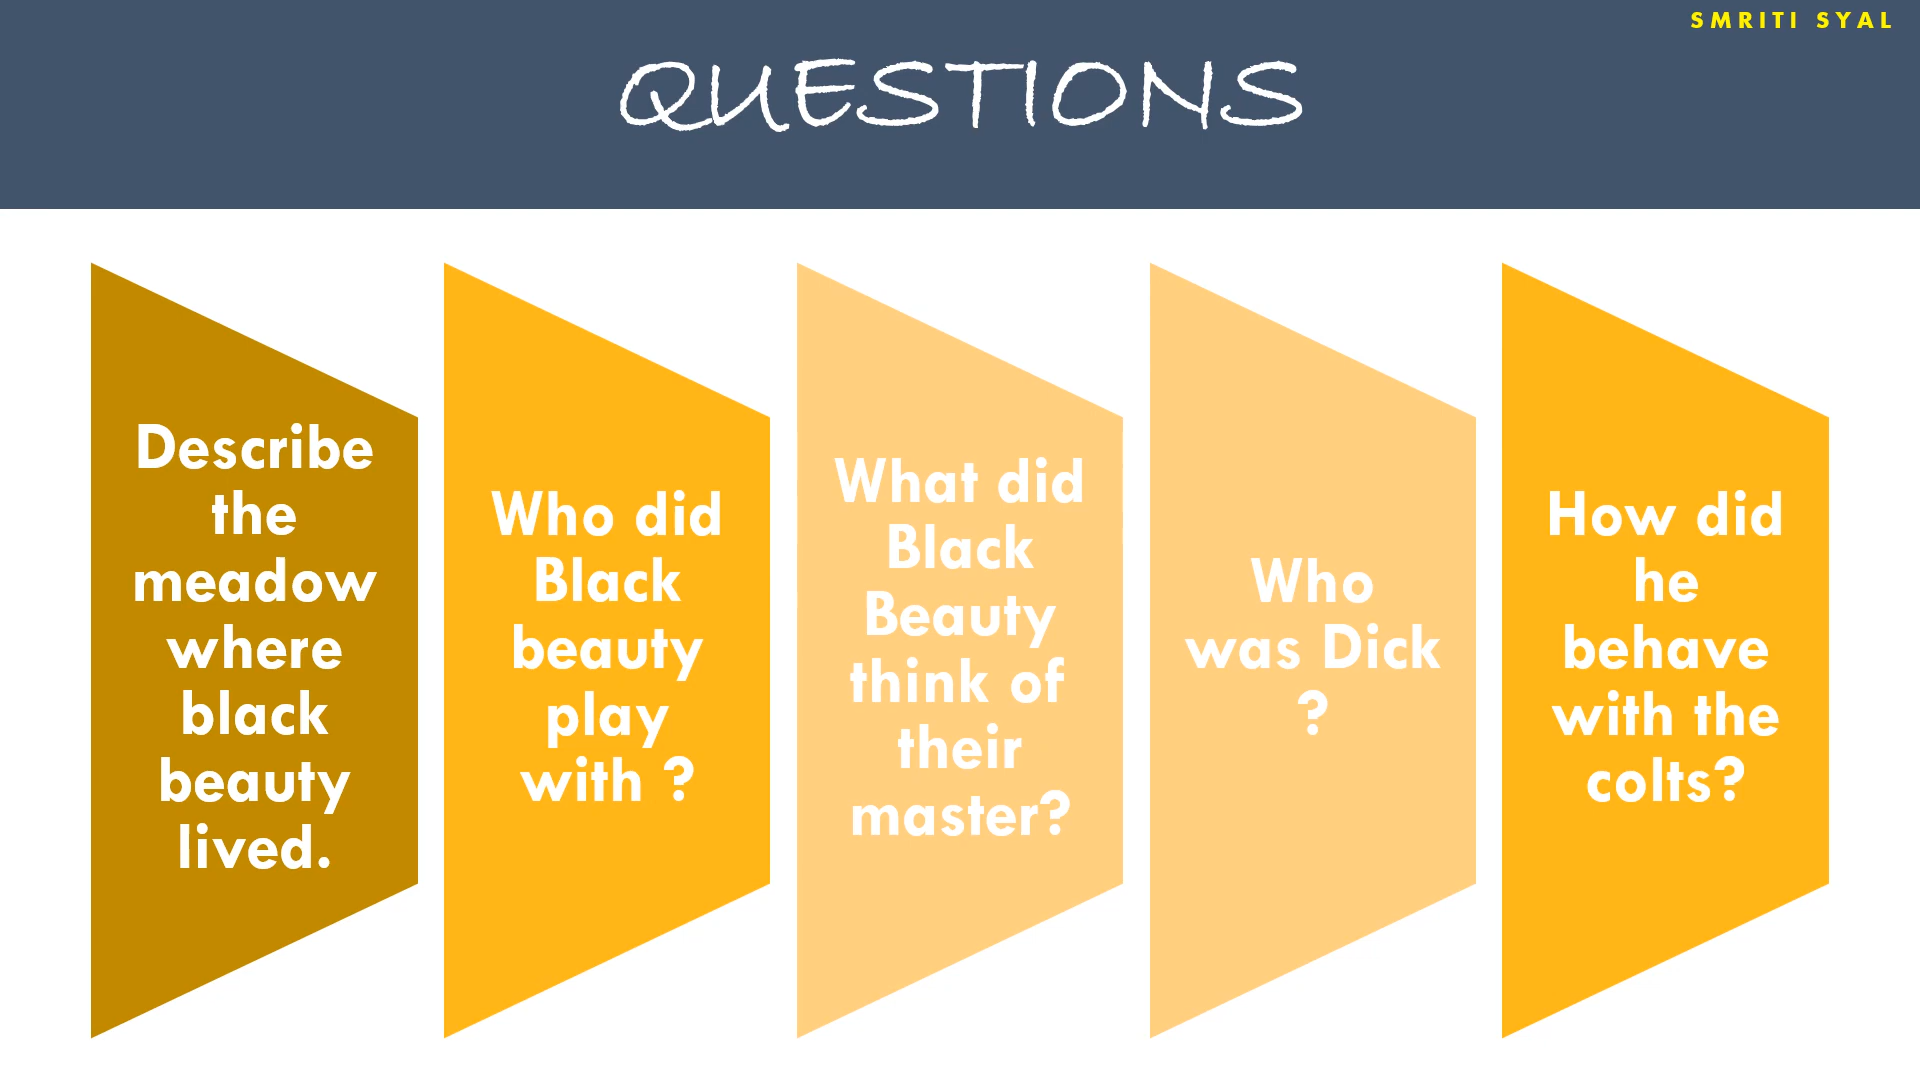 SMRITI SYAL
QUESTIONS
Describe
the
meadow
where
black
beauty
lived.
Who did
Black
beauty
play
with ?
What did
Black
Beauty
think of
their
master?
Who
was Dick
?
How did
he
behave
with the
colts?